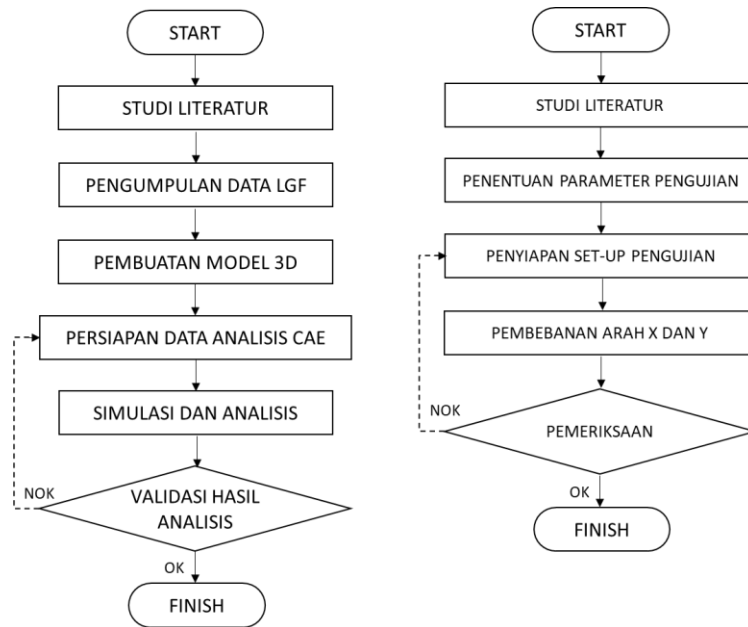 START
STUDI LITERATUR
PENGUMPULAN DATA LGF
PEMBUATAN MODEL 3D
PERSIAPAN DATA ANALISIS CAE
SIMULASI DAN ANALISIS
NOK
VALIDASI HASIL
ANALISIS
OK
FINISH
START
STUDI LITERATUR
PENENTUAN PARAMETER PENGUJIAN
PENYIAPAN SET-UP PENGUJIAN
PEMBEBANAN ARAH X DAN Y
NOK
PEMERIKSAAN
OK
FINISH